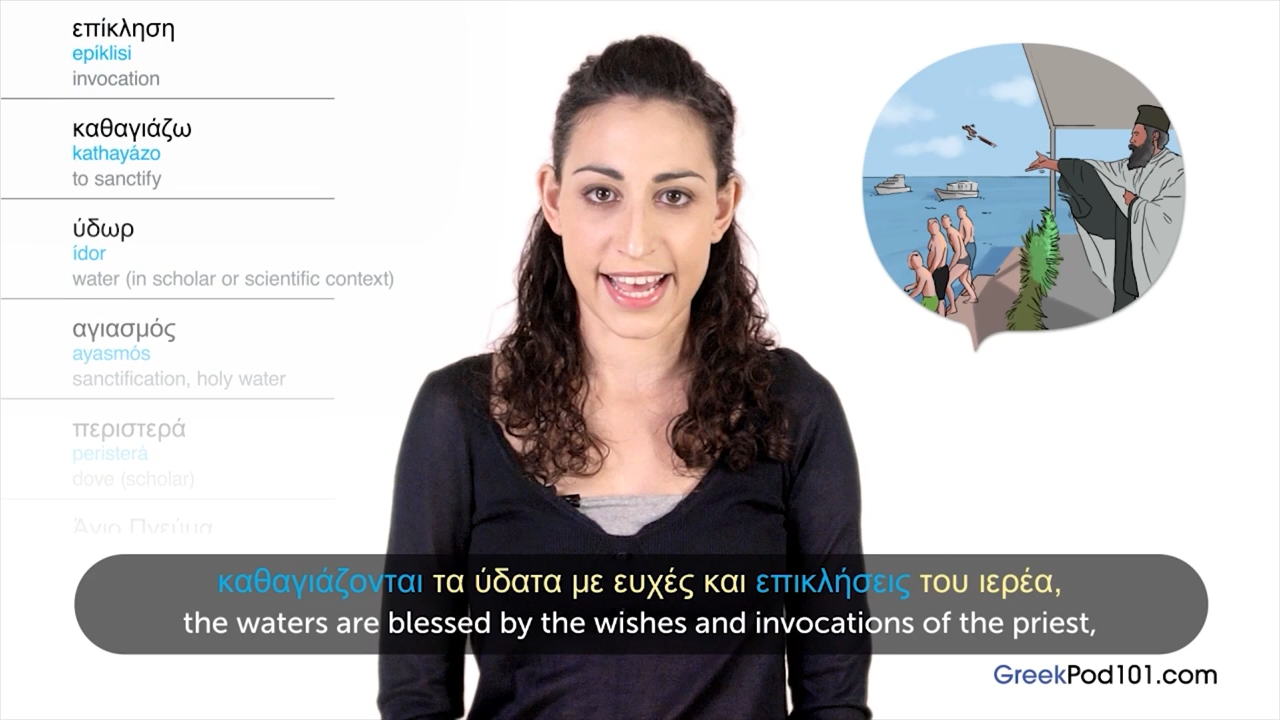 επίκληση
epíklisi
invocation
καθαγιάζω
kathayázo
to sanctify
ύδωρ
ídor
water (in scholar or scientific context)
αγιασμός
ayasmós
sanctification, holy water
περιστερά
peristerá
dove (scholar)
Άγιο Πνεύμα
καθαγιάζονται τα ύδατα με ευχές και επικλήσεις του ιερέα,
the waters are blessed by the wishes and invocations of the priest,
GreekPod101.com